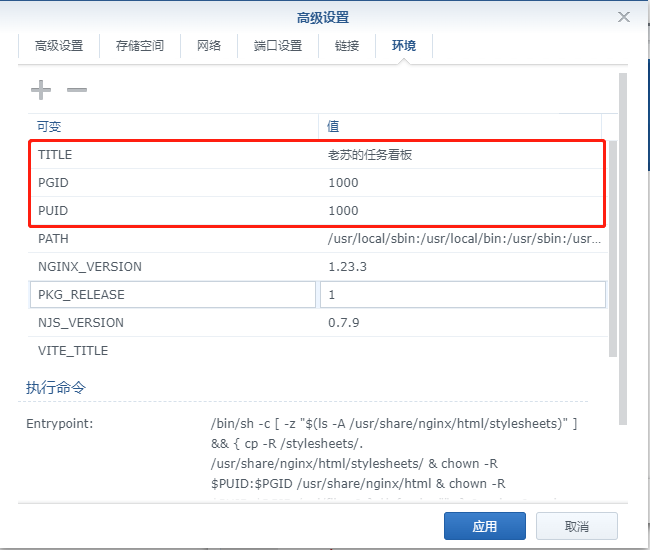 高级设置
高级设置 存储空间 网络 端口设置 链接 环境
可变 值
TITLE 老苏的任务看板
PGID 1000
PUID 1000
PATH /usr/local/sbin:/usr/local/bin:/usr/sbin:/usr...
NGINX_VERSION 1.23.3
PKG_RELEASE 1
NJS_VERSION 0.7.9
VITE_TITLE
执行命令
Entrypoint: /bin/sh -c [ -z "$(ls -A /usr/share/nginx/html/stylesheets)" ]
&& { cp -R /stylesheets/.
/usr/share/nginx/html/stylesheets/ & chown -R
$PUID:$PGID /usr/share/nginx/html & chown -R
应用 取消